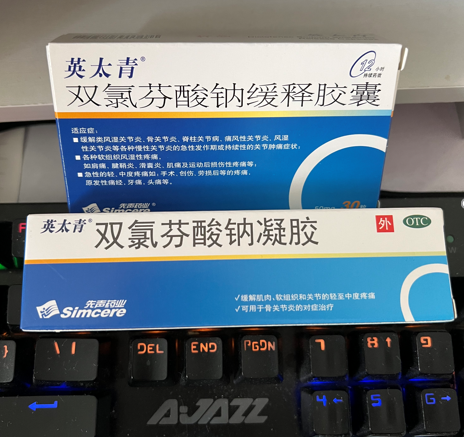 英太青®
12小时
持续药效
双氯芬酸钠缓释胶囊
适应症:
■ 缓解类风湿关节炎、骨关节炎、脊柱关节病、痛风性关节炎、风湿
性关节炎等各种慢性关节炎的急性发作期或持续性的关节肿痛症状;
■ 各种软组织风湿性疼痛,
如肩痛、腱鞘炎、滑囊炎、肌痛及运动后损伤性疼痛等;
■ 急性的轻、中度疼痛如,手术、创伤、劳损后等的疼痛,
原发性痛经、牙痛、头痛等。
Simcere
英太青®
双氯芬酸钠凝胶
外
OTC
先声药业
Simcere
✓缓解肌肉、软组织和关节的轻至中度疼痛
✓可用于骨关节炎的对症治疗
} \ | DEL END PGDN 7 8↑ 9
4← 5 6→
AJAZZ